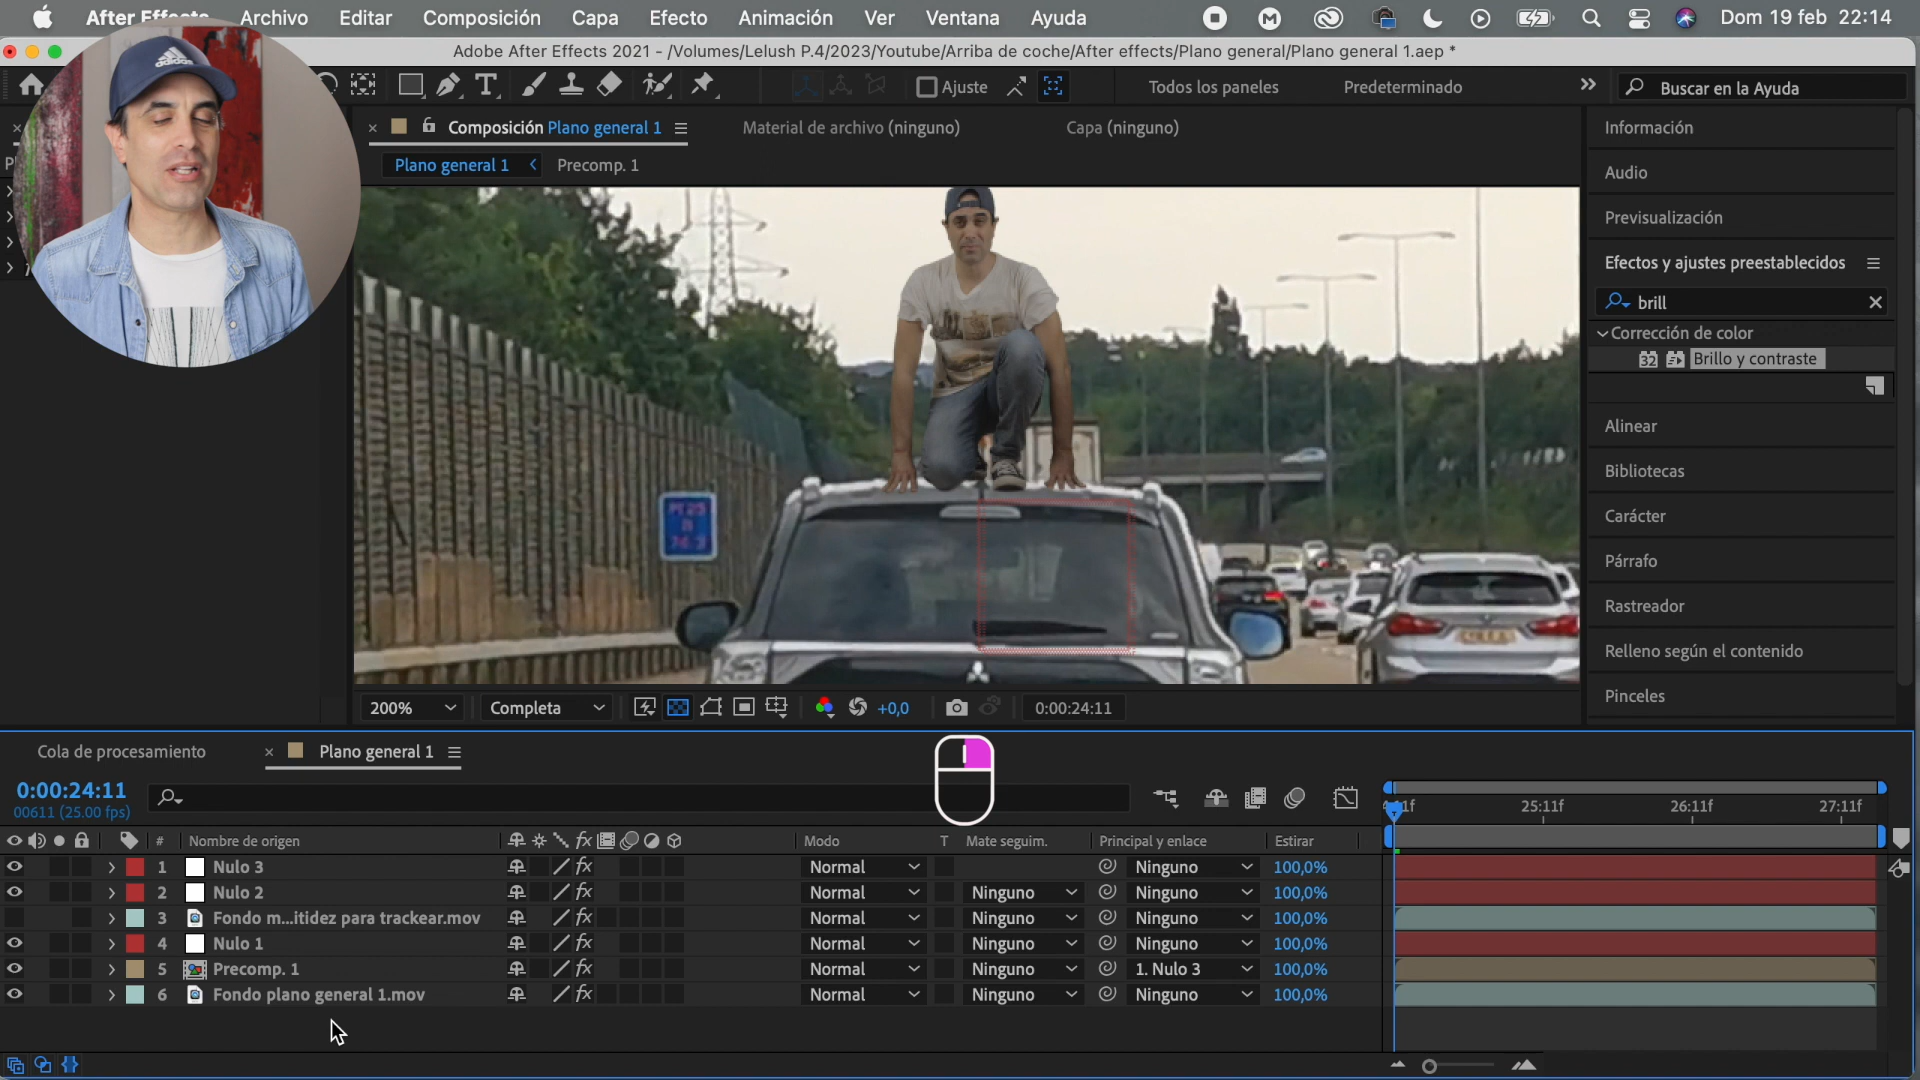 After Effects Archivo Editar Composición Capa Efecto Animación Ver Ventana Ayuda Dom 19 feb 22:14
Adobe After Effects 2021 - /Volumes/Lelush P.4/2023/Youtube/Arriba de coche/After effects/Plano general/Plano general 1.aep *
Ajuste Todos los paneles Predeterminado Buscar en la Ayuda
Composición Plano general 1 Material de archivo (ninguno) Capa (ninguno)
Plano general 1 Precomp. 1
Información
Audio
Previsualización
Efectos y ajustes preestablecidos
brill
Corrección de color
32 Brillo y contraste
Alinear
Bibliotecas
Carácter
Párrafo
Rastreador
Relleno según el contenido
Pinceles
adidas
200% Completa +0,0 0:00:24:11
Cola de procesamiento Plano general 1
0:00:24:11
00611 (25.00 fps)
25:11f 26:11f 27:11f
# Nombre de origen fx Modo T Mate seguim. Principal y enlace Estirar
1 Nulo 3 fx Normal Ninguno 100,0%
2 Nulo 2 fx Normal Ninguno Ninguno 100,0%
3 Fondo m...itidez para trackear.mov fx Normal Ninguno Ninguno 100,0%
4 Nulo 1 fx Normal Ninguno Ninguno 100,0%
5 Precomp. 1 fx Normal Ninguno 1. Nulo 3 100,0%
6 Fondo plano general 1.mov fx Normal Ninguno Ninguno 100,0%